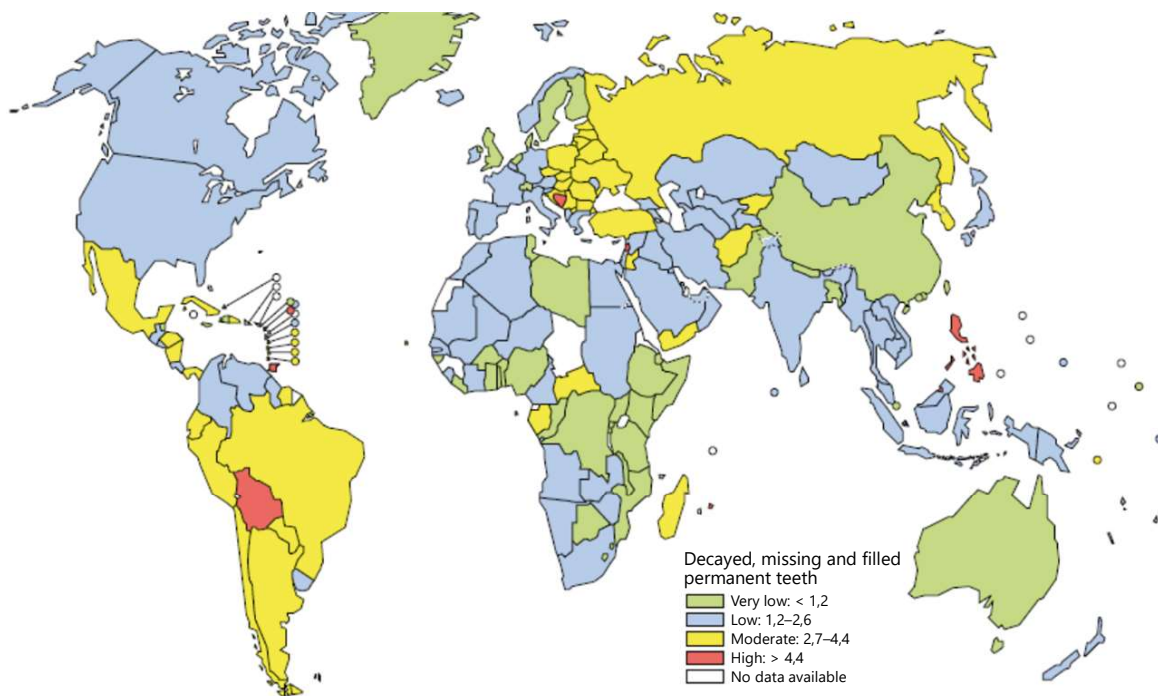 Decayed, missing and filled
permanent teeth
Very low: < 1,2
Low: 1,2–2,6
Moderate: 2,7–4,4
High: > 4,4
No data available